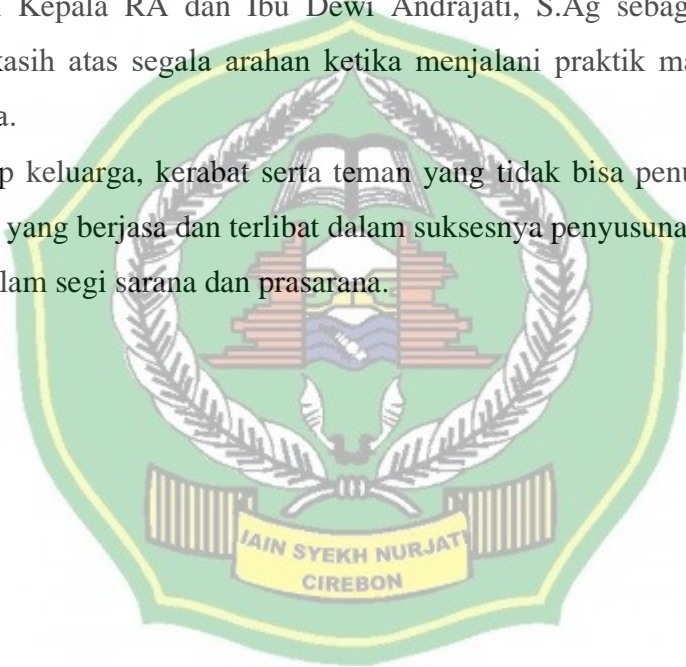 Kepala RA dan Ibu Dewi Andrajati, S.Ag sebag
kasih atas segala arahan ketika menjalani praktik ma
a.
p keluarga, kerabat serta teman yang tidak bisa penu
yang berjasa dan terlibat dalam suksesnya penyusuna
lam segi sarana dan prasarana.
IAIN SYEKH NURJATI
CIREBON